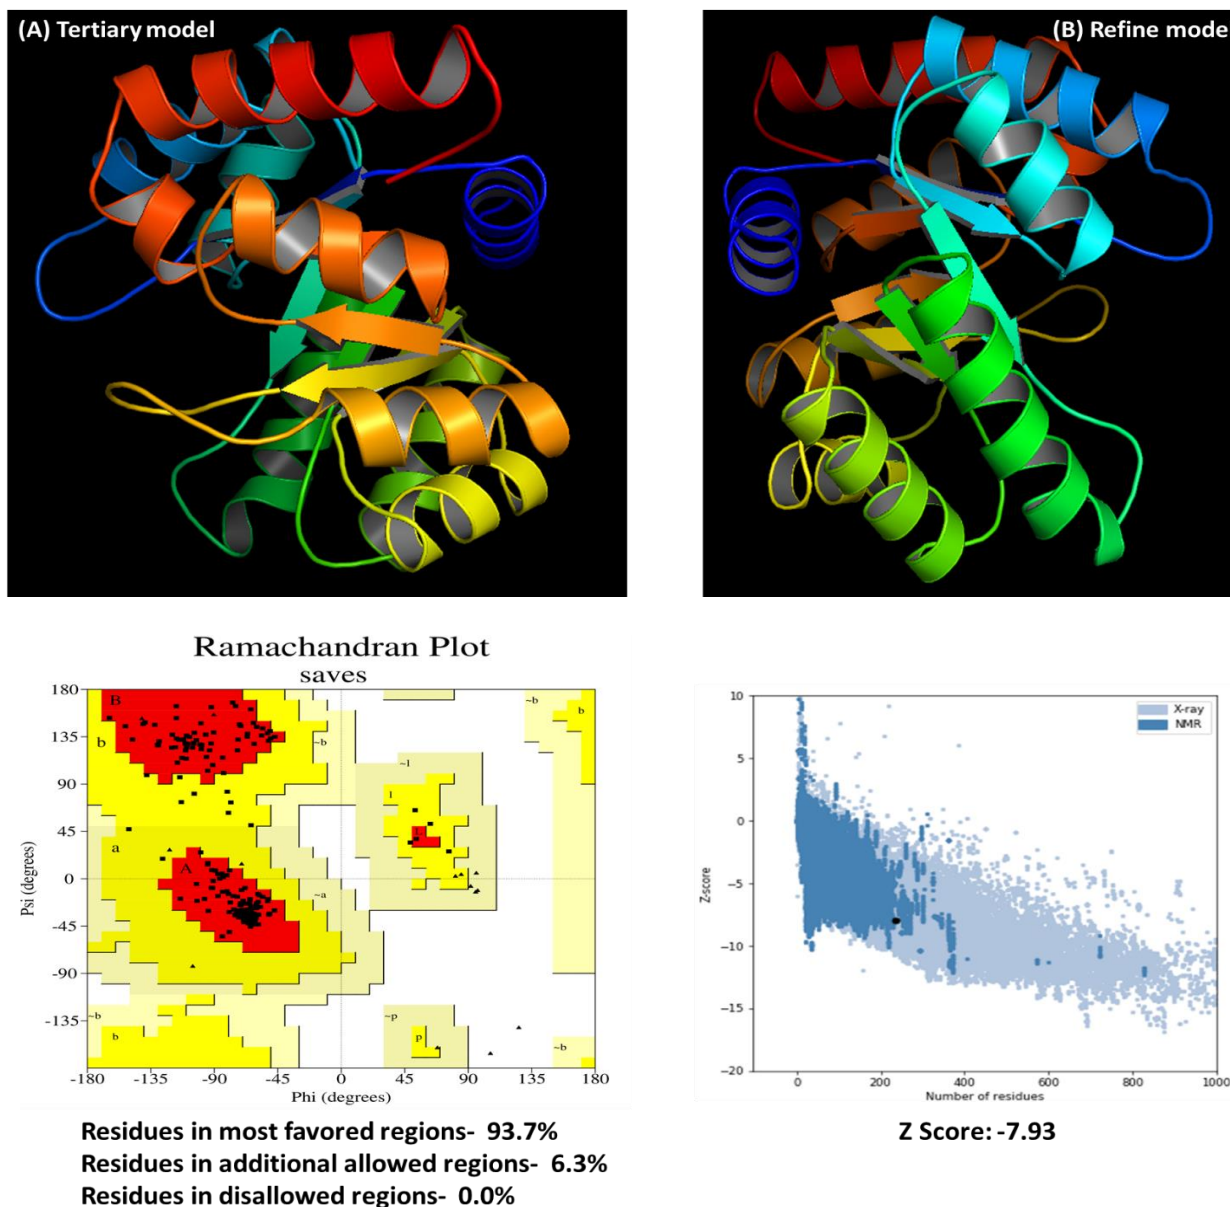 (A) Tertiary model
(B) Refine mode
Ramachandran Plot
saves
180
135
90
45
0
-45
-90
-135
-180
-180 -135 -90 -45 0 45 90 135 180
Psi (degrees)
Phi (degrees)
B
b
~b
~b
b
~l
l
L
a
A
~a
~b
b
~p
p
~b
10
5
0
-5
-10
-15
-20
0 200 400 600 800 1000
Z-score
Number of residues
X-ray
NMR
Residues in most favored regions- 93.7%
Residues in additional allowed regions- 6.3%
Residues in disallowed regions- 0.0%
Z Score: -7.93